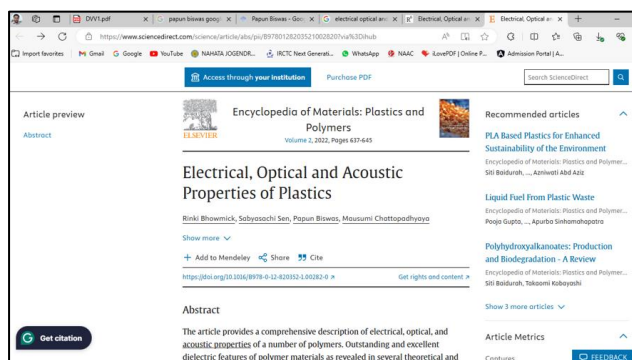 DVV1.pdf
papun biswas googl
Papun Biswas - Goo
electrical optical an
Electrical, Optical an
Electrical, Optical an
https://www.sciencedirect.com/science/article/abs/pii/B9780128203521002820?via%3Dihub
Import favorites
Gmail
Google
YouTube
NAHATA JOGENDR...
IRCTC Next Generati...
WhatsApp
NAAC
iLovePDF | Online P...
Admission Portal | A...
Access through your institution
Purchase PDF
Search ScienceDirect
Article preview
Abstract
ELSEVIER
Encyclopedia of Materials: Plastics and
Polymers
Volume 2, 2022, Pages 637-645
Electrical, Optical and Acoustic
Properties of Plastics
Rinki Bhowmick, Sabyasachi Sen, Papun Biswas, Mousumi Chattopadhyaya
Show more
Add to Mendeley
Share
Cite
https://doi.org/10.1016/B978-0-12-820352-1.00282-0
Get rights and content
Abstract
The article provides a comprehensive description of electrical, optical, and
acoustic properties of a number of polymers. Outstanding and excellent
dielectric features of polymer materials as revealed in several theoretical and
Recommended articles
PLA Based Plastics for Enhanced
Sustainability of the Environment
Encyclopedia of Materials: Plastics and Polymer...
Siti Baidurah, ..., Azniwati Abd Aziz
Liquid Fuel From Plastic Waste
Encyclopedia of Materials: Plastics and Polymer...
Pooja Gupta, ..., Apurba Sinhamahapatra
Polyhydroxyalkanoates: Production
and Biodegradation - A Review
Encyclopedia of Materials: Plastics and Polymer...
Siti Baidurah, Takaomi Kobayashi
Show 3 more articles
Article Metrics
Captures
FEEDBACK
Get citation